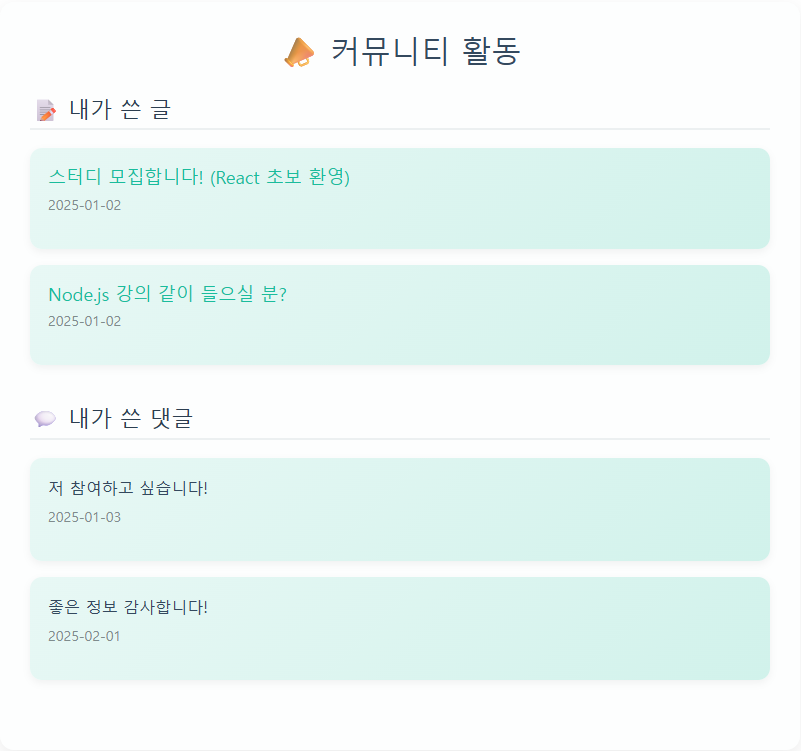 커뮤니티 활동
내가 쓴 글
스터디 모집합니다! (React 초보 환영)
2025-01-02
Node.js 강의 같이 들으실 분?
2025-01-02
내가 쓴 댓글
저 참여하고 싶습니다!
2025-01-03
좋은 정보 감사합니다!
2025-02-01